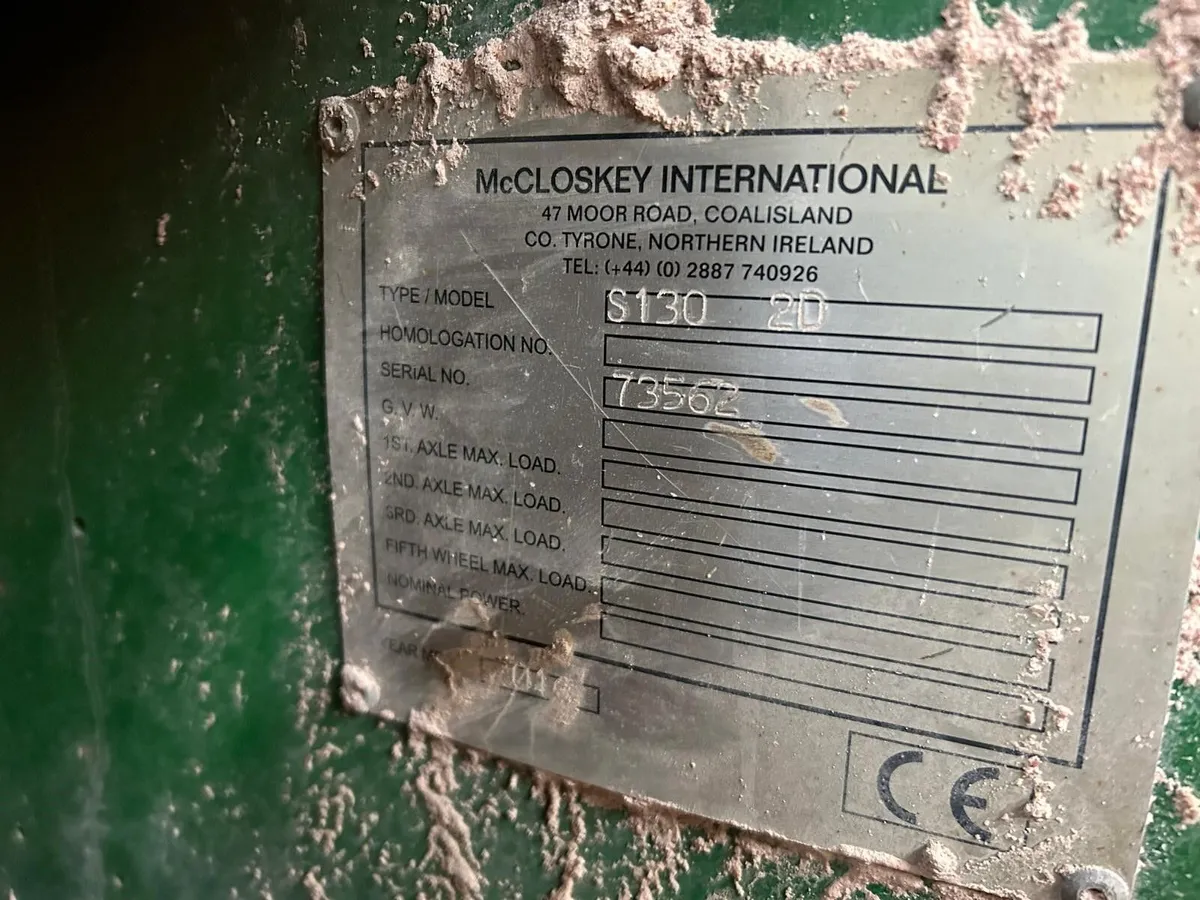 McCLOSKEY INTERNATIONAL
47 MOOR ROAD, COALISLAND
CO. TYRONE, NORTHERN IRELAND
TEL: (+44) (0) 2887 740926
TYPE / MODEL S130 2D
HOMOLOGATION NO.
SERIAL NO. 73562
G. V. W.
1ST. AXLE MAX. LOAD.
2ND. AXLE MAX. LOAD.
3RD. AXLE MAX. LOAD.
FIFTH WHEEL MAX. LOAD.
NOMINAL POWER.
YEAR
CE